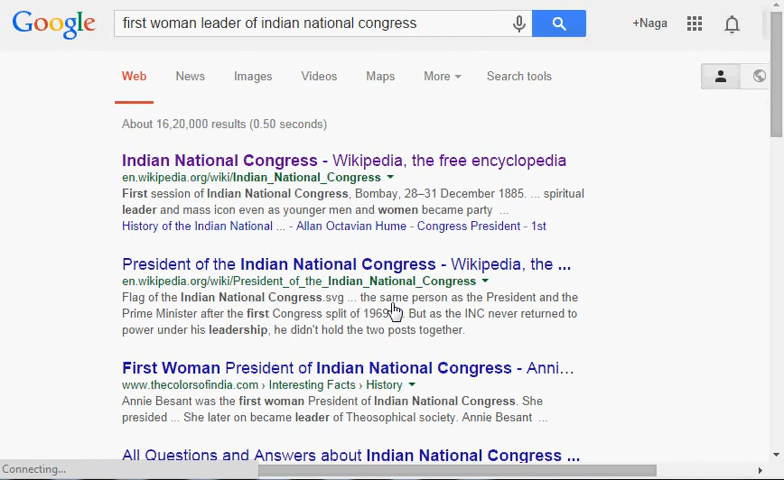 Google
first woman leader of indian national congress
+Naga
Web News Images Videos Maps More Search tools
About 16,20,000 results (0.50 seconds)
Indian National Congress - Wikipedia, the free encyclopedia
en.wikipedia.org/wiki/Indian_National_Congress
First session of Indian National Congress, Bombay, 28–31 December 1885. ... spiritual
leader and mass icon even as younger men and women became party ...
History of the Indian National ... - Allan Octavian Hume - Congress President - 1st
President of the Indian National Congress - Wikipedia, the ...
en.wikipedia.org/wiki/President_of_the_Indian_National_Congress
Flag of the Indian National Congress.svg ... the same person as the President and the
Prime Minister after the first Congress split of 1969 But as the INC never returned to
power under his leadership, he didn't hold the two posts together.
First Woman President of Indian National Congress - Anni...
www.thecolorsofindia.com › Interesting Facts › History
Annie Besant was the first woman President of Indian National Congress. She
presided ... She later on became leader of Theosophical society. Annie Besant ...
All Questions and Answers about Indian National Congress ...
Connecting...